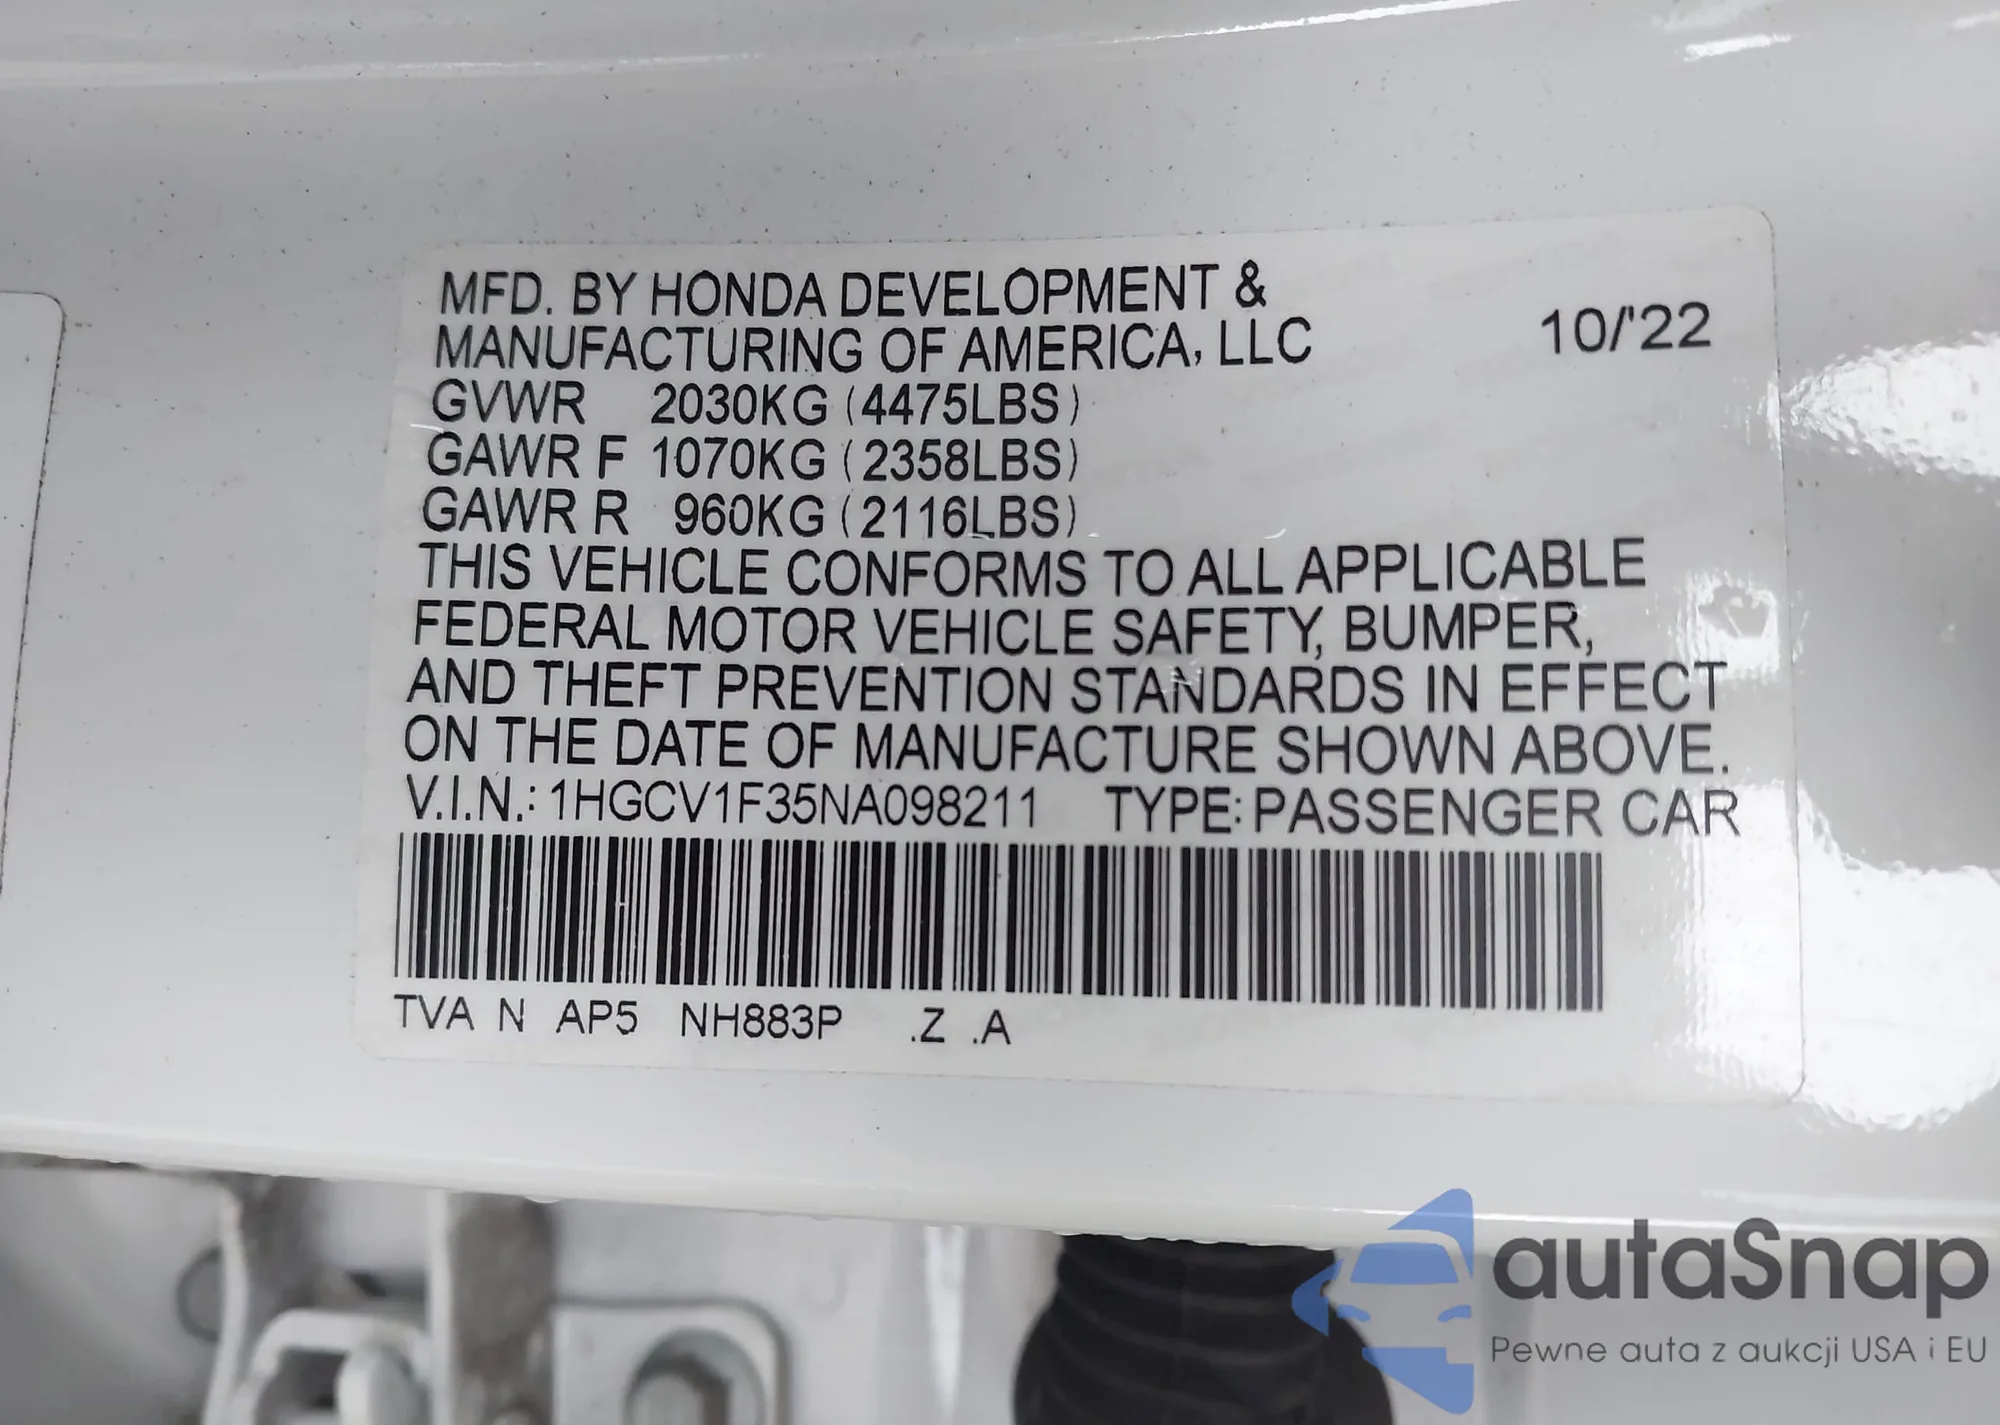 MFD. BY HONDA DEVELOPMENT &
MANUFACTURING OF AMERICA, LLC 10/'22
GVWR 2030KG (4475LBS)
GAWR F 1070KG (2358LBS)
GAWR R 960KG (2116LBS)
THIS VEHICLE CONFORMS TO ALL APPLICABLE
FEDERAL MOTOR VEHICLE SAFETY, BUMPER,
AND THEFT PREVENTION STANDARDS IN EFFECT
ON THE DATE OF MANUFACTURE SHOWN ABOVE.
V.I.N.: 1HGCV1F35NA098211 TYPE: PASSENGER CAR
TVA N AP5 NH883P .Z .A
autaSnap
Pewne auta z aukcji USA i EU